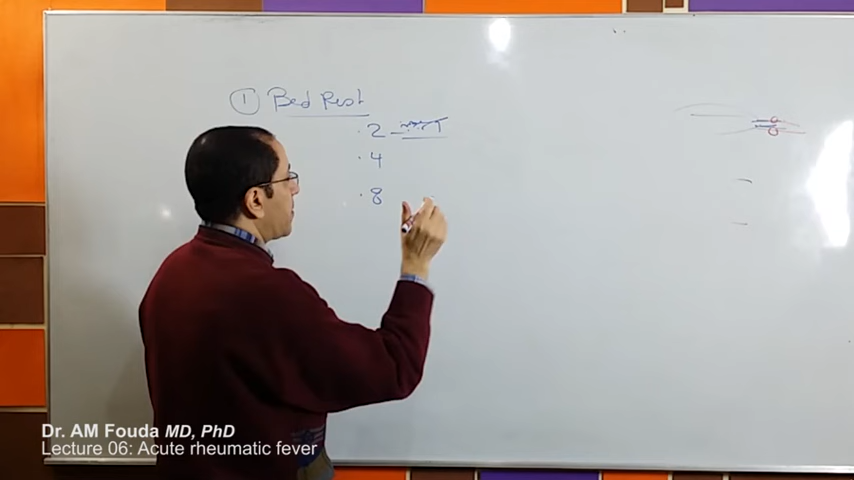 ① Bed Rest
. 2
. 4
. 8
Dr. AM Fouda MD, PhD
Lecture 06: Acute rheumatic fever